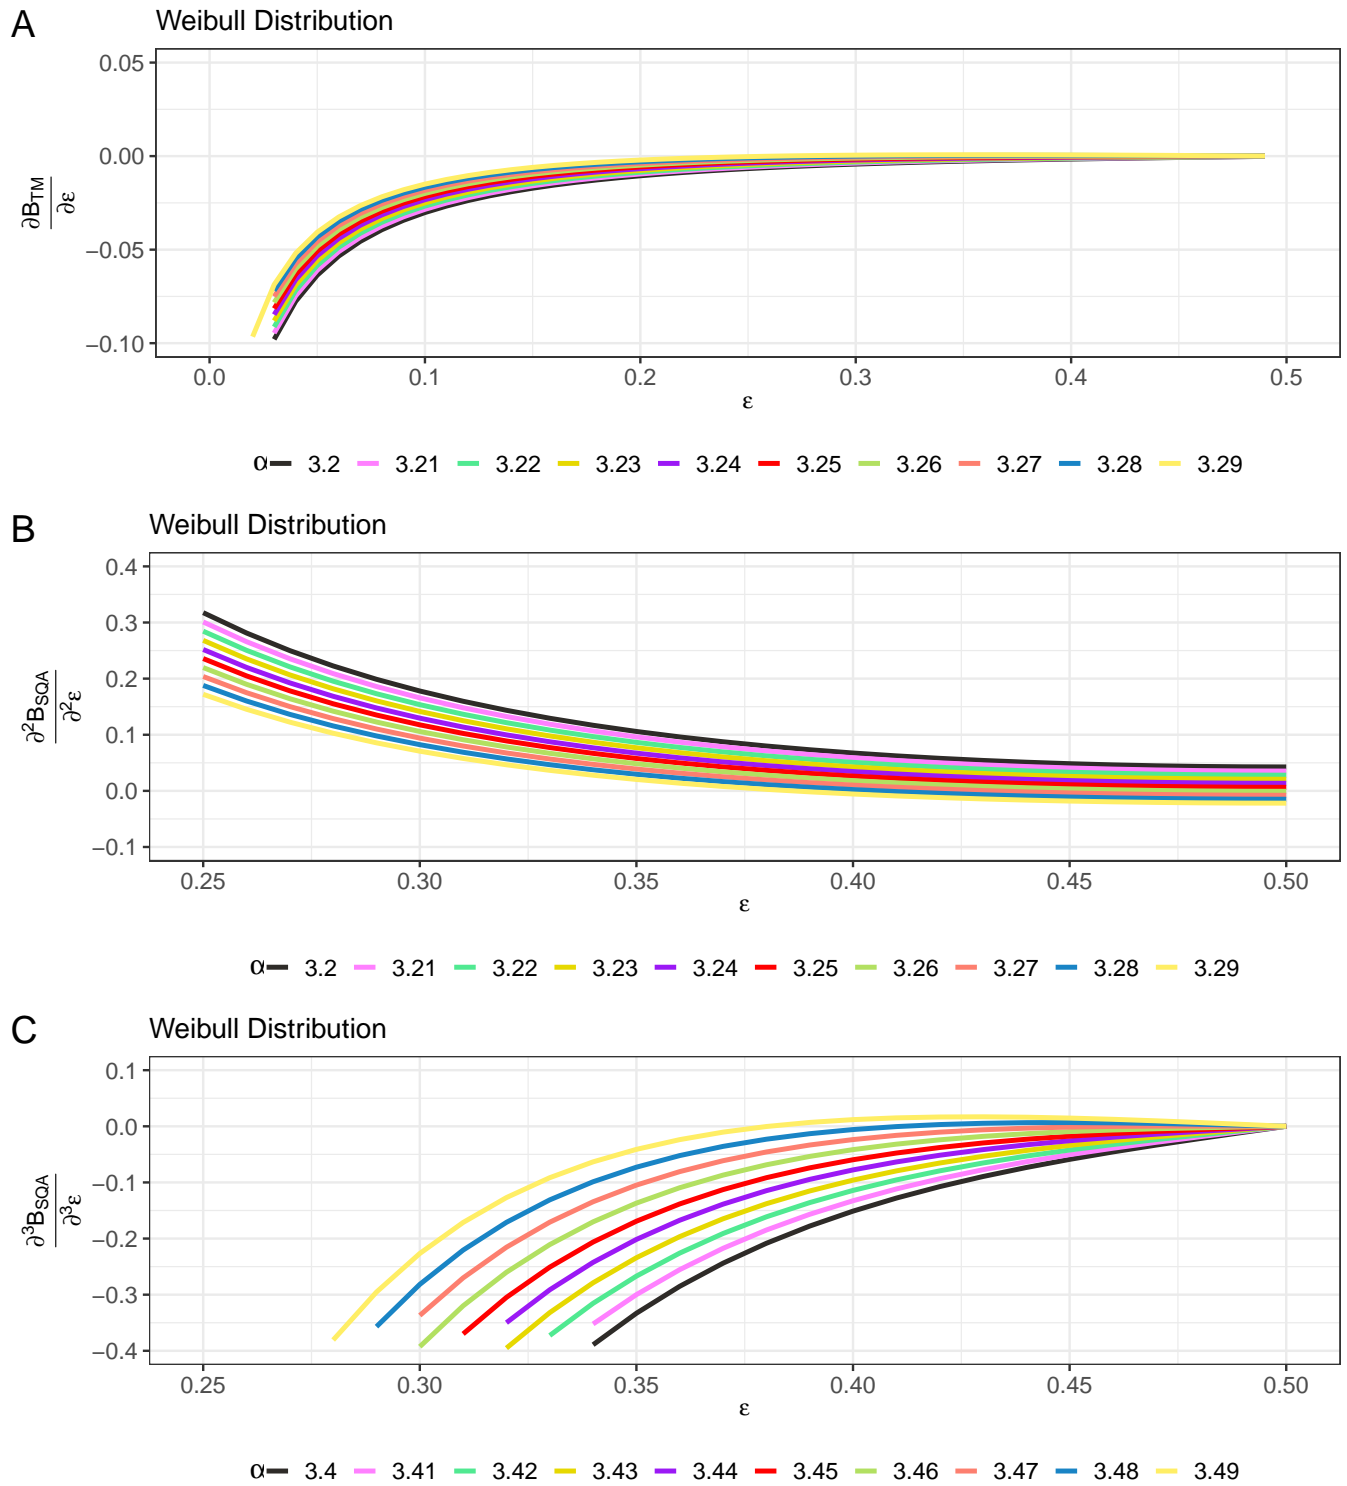 A
Weibull Distribution
0.05
0.00
−0.05
−0.10
∂B_TM
∂ε
0.0 0.1 0.2 0.3 0.4 0.5
ε
α 3.2 3.21 3.22 3.23 3.24 3.25 3.26 3.27 3.28 3.29
B
Weibull Distribution
0.4
0.3
0.2
0.1
0.0
−0.1
∂²B_SQA
∂²ε
0.25 0.30 0.35 0.40 0.45 0.50
ε
α 3.2 3.21 3.22 3.23 3.24 3.25 3.26 3.27 3.28 3.29
C
Weibull Distribution
0.1
0.0
−0.1
−0.2
−0.3
−0.4
∂³B_SQA
∂³ε
0.25 0.30 0.35 0.40 0.45 0.50
ε
α 3.4 3.41 3.42 3.43 3.44 3.45 3.46 3.47 3.48 3.49